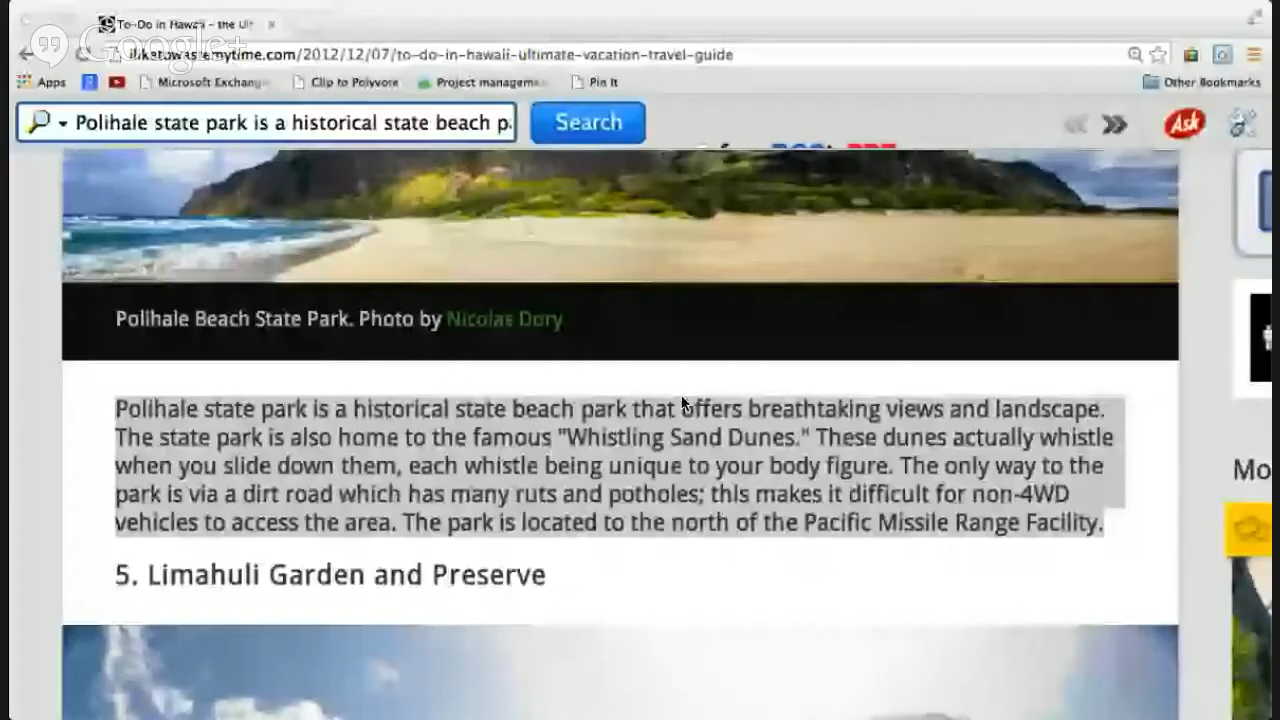 To-Do in Hawaii – the Ult
Google+
iliketowastemytime.com/2012/12/07/to-do-in-hawaii-ultimate-vacation-travel-guide
Apps Microsoft Exchang Clip to Polyvore Project managem Pin It Other Bookmarks
Polihale state park is a historical state beach p Search Ask
Polihale Beach State Park. Photo by Nicolas Dory
Polihale state park is a historical state beach park that offers breathtaking views and landscape.
The state park is also home to the famous "Whistling Sand Dunes." These dunes actually whistle
when you slide down them, each whistle being unique to your body figure. The only way to the
park is via a dirt road which has many ruts and potholes; this makes it difficult for non-4WD
vehicles to access the area. The park is located to the north of the Pacific Missile Range Facility.
Mo
5. Limahuli Garden and Preserve